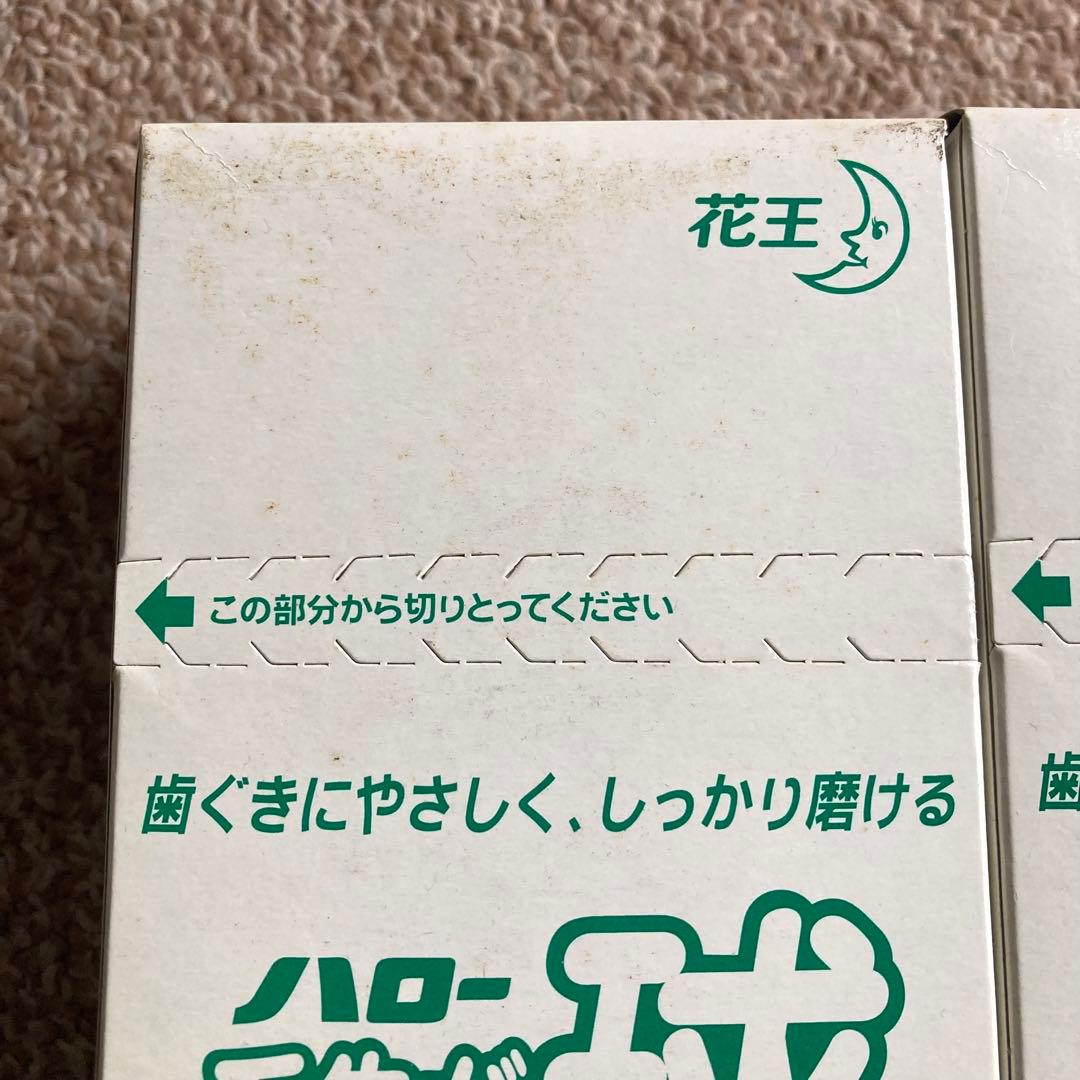 花王
この部分から切りとってください
歯ぐきにやさしく、しっかり磨ける
ハロー
歯